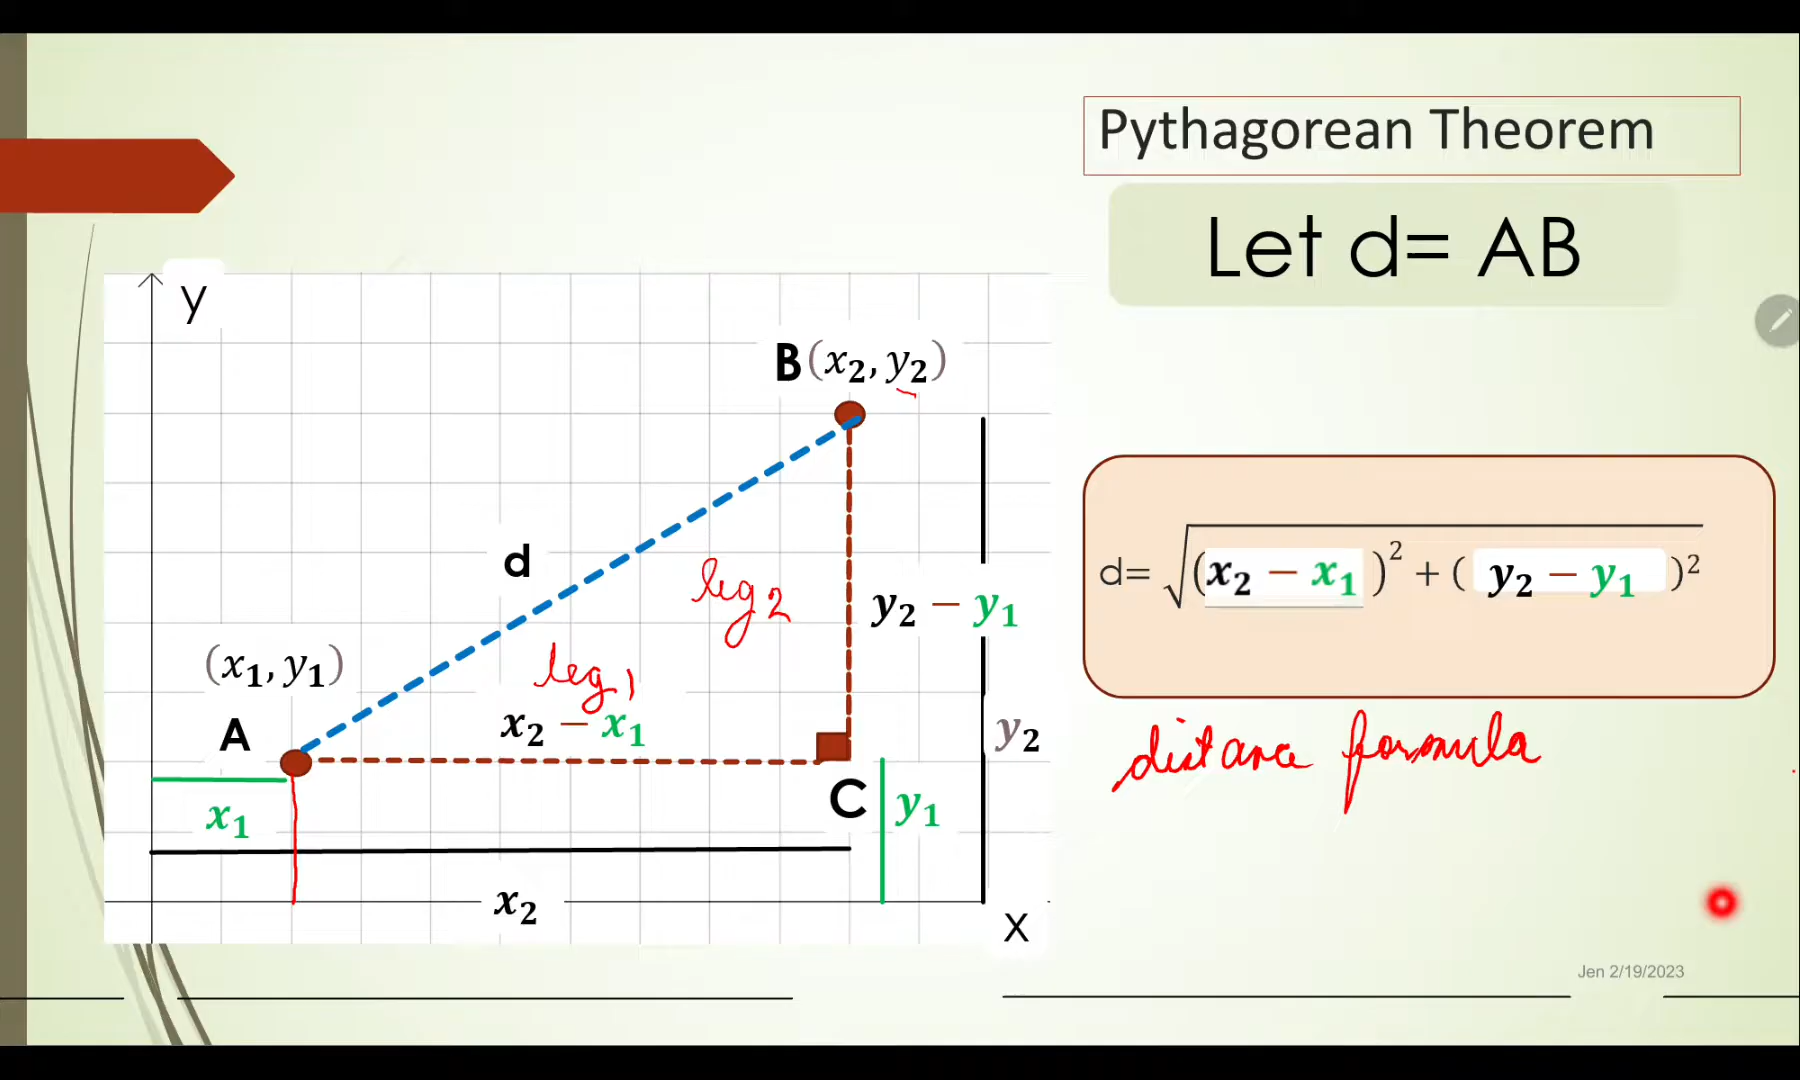 Pythagorean Theorem
Let d= AB
y
B(x₂, y₂)
d
leg 2
y₂ − y₁
(x₁, y₁)
leg 1
A
x₂ − x₁
y₂
C
y₁
x₁
x₂
X
d= √(x₂ − x₁)² + (y₂ − y₁)²
distance formula
Jen 2/19/2023